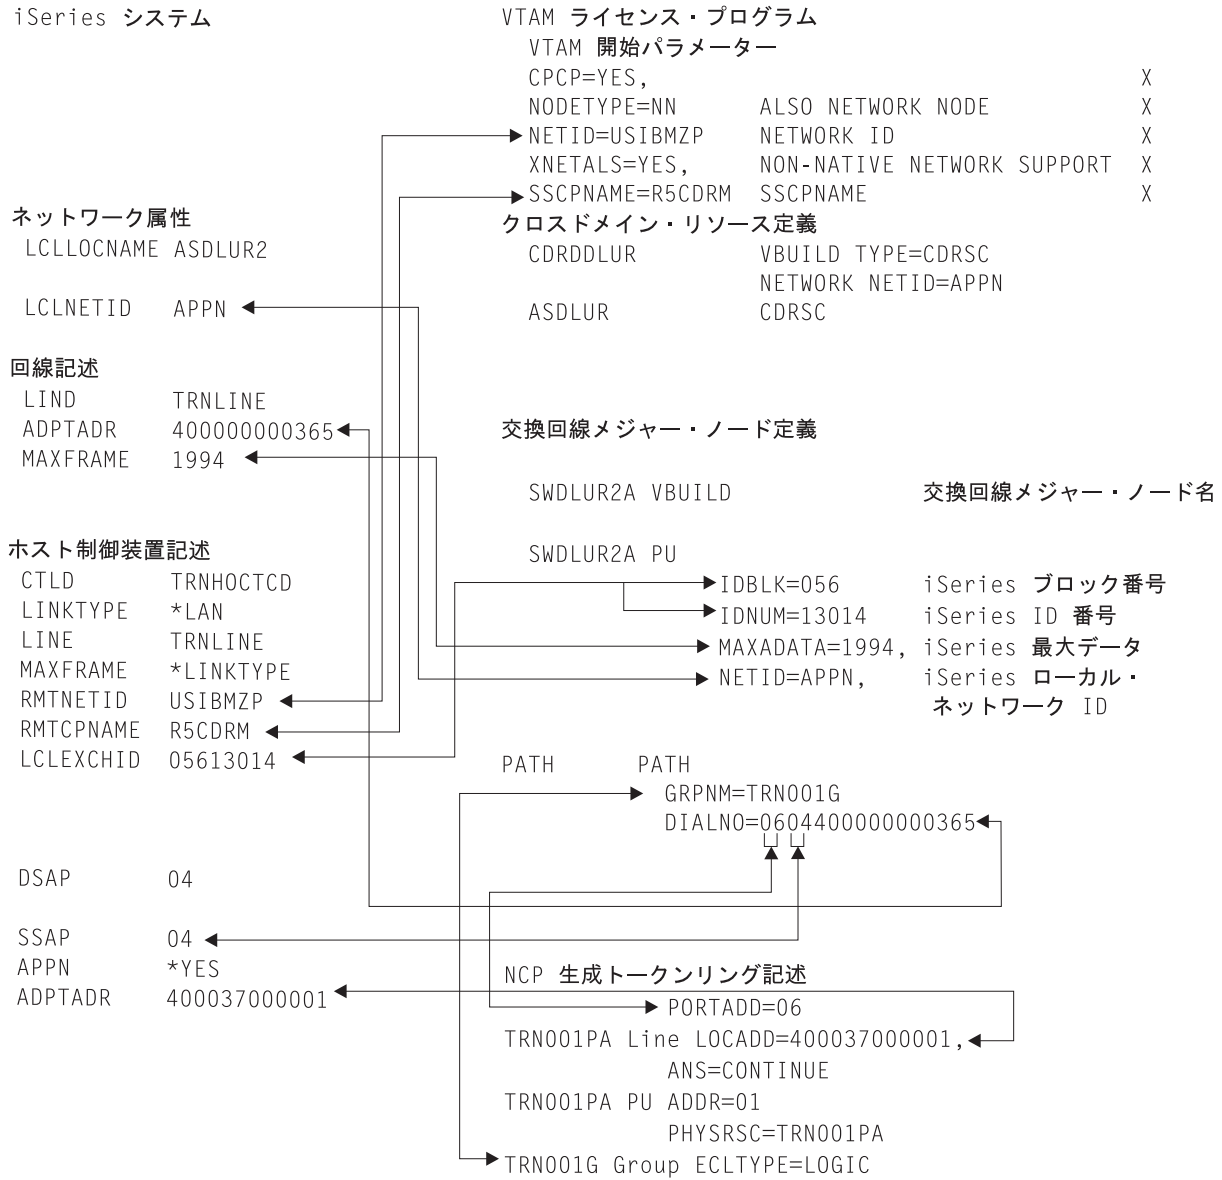 iSeries システム
ネットワーク属性
LCLLOCNAME ASDLUR2
LCLNETID APPN
回線記述
LIND TRNLINE
ADPTADR 400000000365
MAXFRAME 1994
ホスト制御装置記述
CTLD TRNHOCTCD
LINKTYPE *LAN
LINE TRNLINE
MAXFRAME *LINKTYPE
RMTNETID USIBMZP
RMTCPNAME R5CDRM
LCLEXCHID 05613014
DSAP 04
SSAP 04
APPN *YES
ADPTADR 400037000001
VTAM ライセンス・プログラム
VTAM 開始パラメーター
CPCP=YES, X
NODETYPE=NN ALSO NETWORK NODE X
NETID=USIBMZP NETWORK ID X
XNETALS=YES, NON-NATIVE NETWORK SUPPORT X
SSCPNAME=R5CDRM SSCPNAME X
クロスドメイン・リソース定義
CDRDDLUR VBUILD TYPE=CDRSC
NETWORK NETID=APPN
ASDLUR CDRSC
交換回線メジャー・ノード定義
SWDLUR2A VBUILD 交換回線メジャー・ノード名
SWDLUR2A PU
IDBLK=056 iSeries ブロック番号
IDNUM=13014 iSeries ID 番号
MAXADATA=1994, iSeries 最大データ
NETID=APPN, iSeries ローカル・
ネットワーク ID
PATH PATH
GRPNM=TRN001G
DIALNO=0604400000000365
NCP 生成トークンリング記述
PORTADD=06
TRN001PA Line LOCADD=400037000001,
ANS=CONTINUE
TRN001PA PU ADDR=01
PHYSRSC=TRN001PA
TRN001G Group ECLTYPE=LOGIC